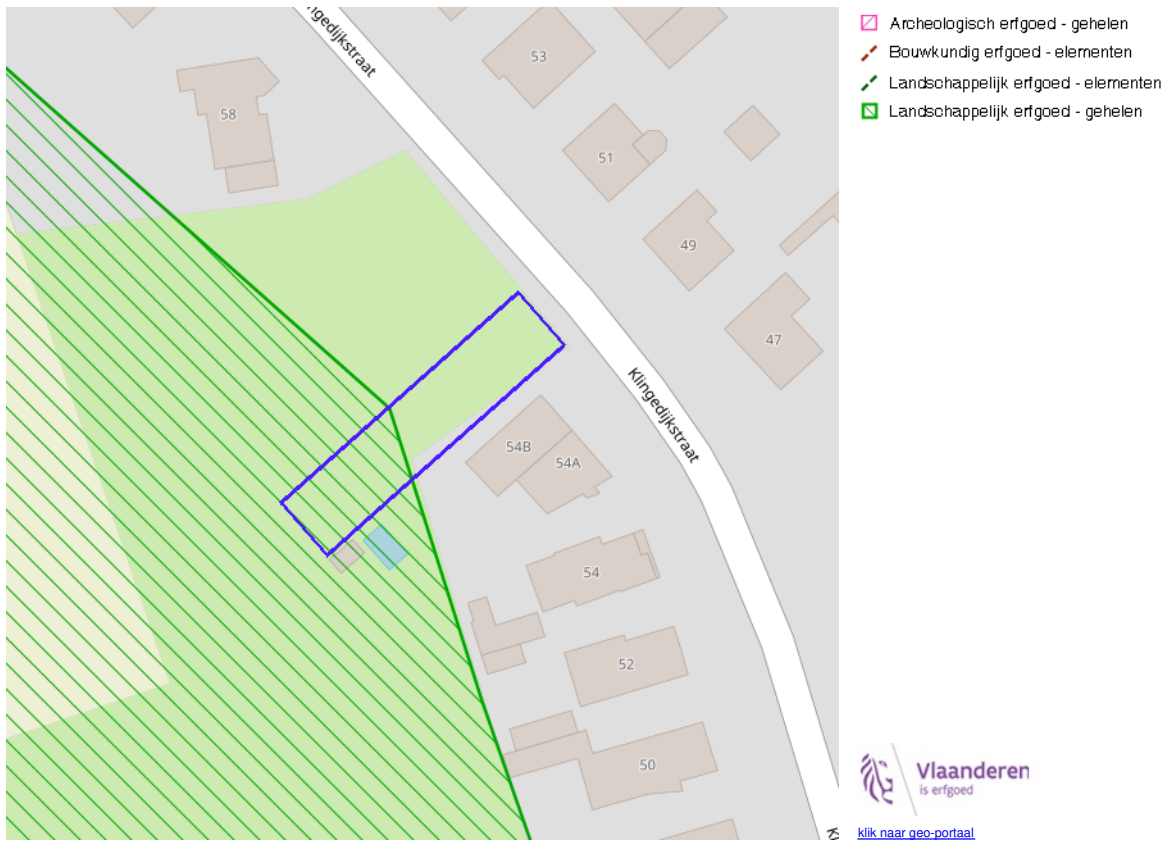 Klingedijkstraat
58
53
51
49
47
Klingedijkstraat
54B
54A
54
52
50
Archeologisch erfgoed - gehelen
Bouwkundig erfgoed - elementen
Landschappelijk erfgoed - elementen
Landschappelijk erfgoed - gehelen
Vlaanderen
is erfgoed
klik naar geo-portaal